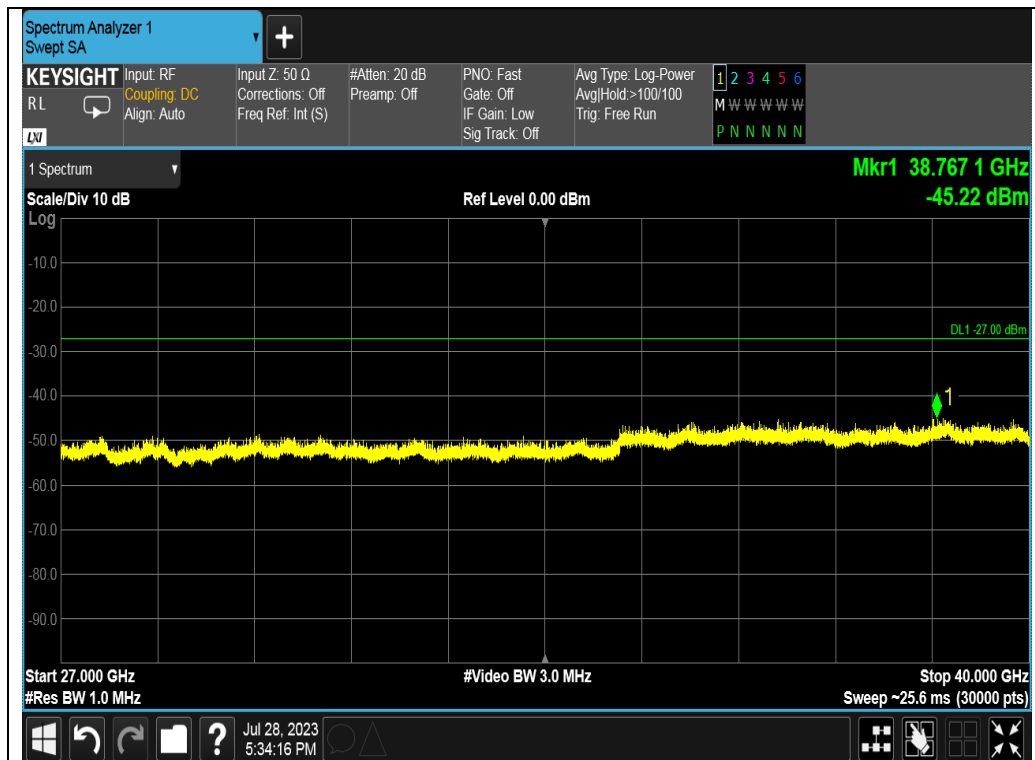 Spectrum Analyzer 1
Swept SA
+
KEYSIGHT
RL
LXI
Input: RF
Coupling: DC
Align: Auto
Input Z: 50 Ω
Corrections: Off
Freq Ref: Int (S)
#Atten: 20 dB
Preamp: Off
PNO: Fast
Gate: Off
IF Gain: Low
Sig Track: Off
Avg Type: Log-Power
Avg|Hold:>100/100
Trig: Free Run
1 2 3 4 5 6
M W W W W W
P N N N N N
1 Spectrum
Mkr1 38.767 1 GHz
-45.22 dBm
Scale/Div 10 dB
Ref Level 0.00 dBm
Log
-10.0
-20.0
DL1 -27.00 dBm
-30.0
-40.0
1
-50.0
-60.0
-70.0
-80.0
-90.0
Start 27.000 GHz
#Video BW 3.0 MHz
Stop 40.000 GHz
#Res BW 1.0 MHz
Sweep ~25.6 ms (30000 pts)
?
Jul 28, 2023
5:34:16 PM